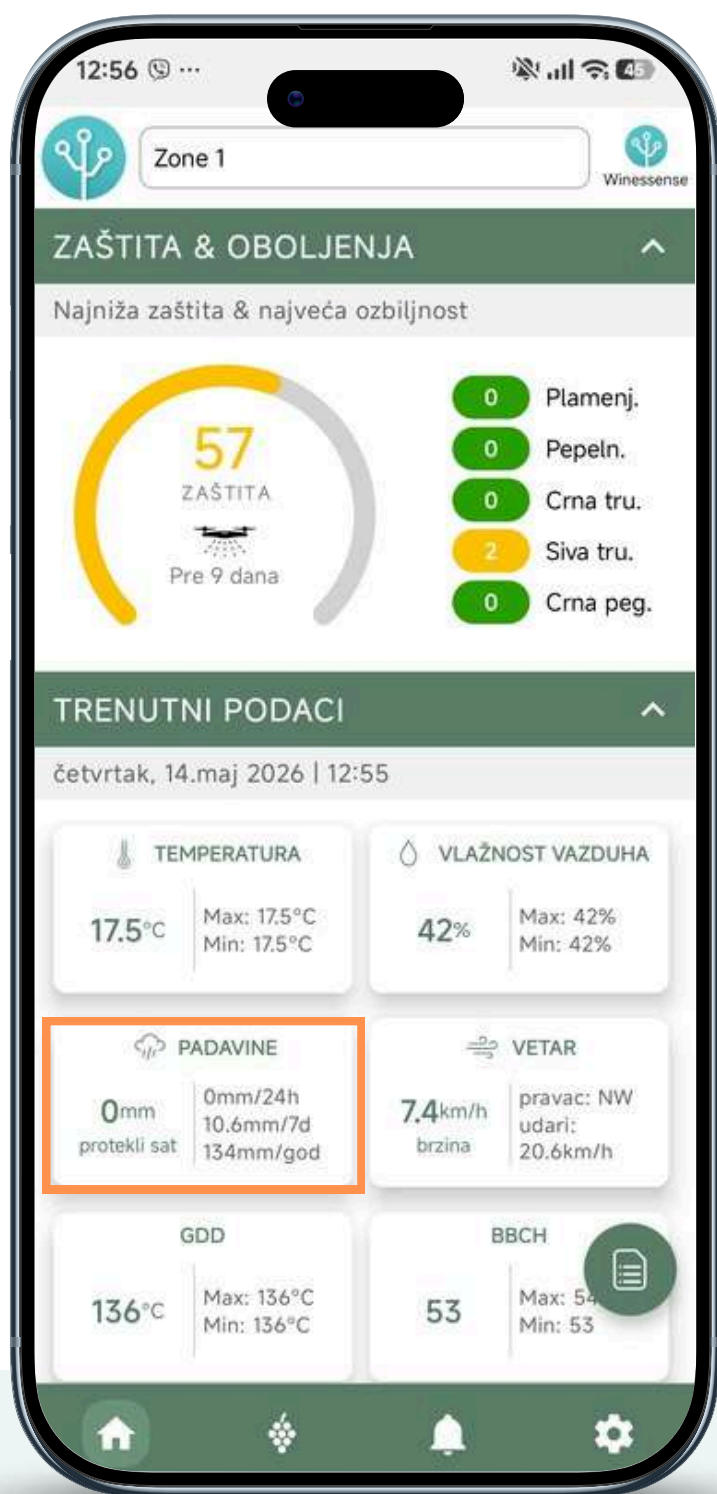 12:56 ...
45
Zone 1
Winessense
ZAŠTITA & OBOLJENJA
Najniža zaštita & najveća ozbiljnost
57
ZAŠTITA
Pre 9 dana
0 Plamenj.
0 Pepeln.
0 Crna tru.
2 Siva tru.
0 Crna peg.
TRENUTNI PODACI
četvrtak, 14.maj 2026 | 12:55
TEMPERATURA
17.5°C
Max: 17.5°C
Min: 17.5°C
VLAŽNOST VAZDUHA
42%
Max: 42%
Min: 42%
PADAVINE
0mm
protekli sat
0mm/24h
10.6mm/7d
134mm/god
VETAR
7.4km/h
brzina
pravac: NW
udari:
20.6km/h
GDD
136°C
Max: 136°C
Min: 136°C
BBCH
53
Max: 54
Min: 53